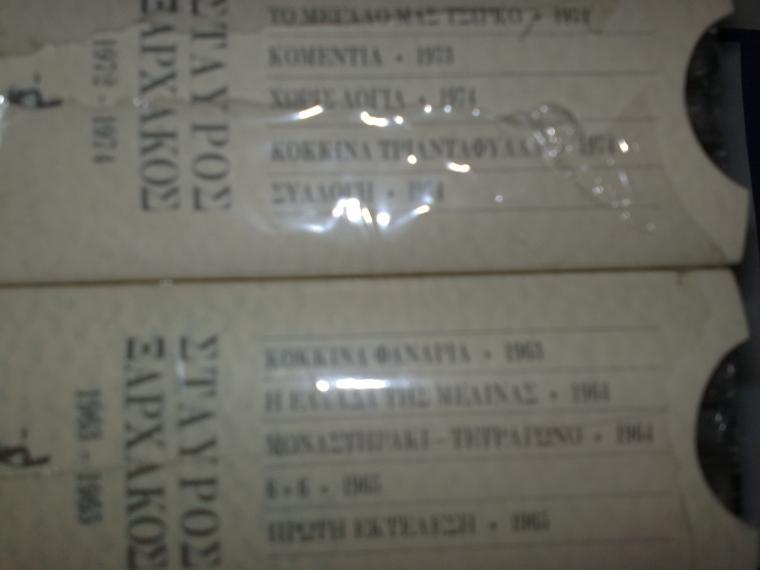 ΤΟ ΜΕΓΑΛΟ ΜΑΣ ΤΣΙΡΚΟ • 1974
ΚΟΜΕΝΤΙΑ • 1973
ΧΩΡΙΣ ΛΟΓΙΑ • 1974
ΚΟΚΚΙΝΑ ΤΡΙΑΝΤΑΦΥΛΛΑ • 1974
ΣΥΛΛΟΓΗ • 1974
ΣΤΑΥΡΟΣ
ΞΑΡΧΑΚΟΣ
1972 - 1974
ΚΟΚΚΙΝΑ ΦΑΝΑΡΙΑ • 1963
Η ΕΛΛΑΔΑ ΤΗΣ ΜΕΛΙΝΑΣ • 1964
ΜΟΝΑΣΤΗΡΑΚΙ - ΤΕΤΡΑΓΩΝΟ • 1964
6+6 • 1965
ΠΡΩΤΗ ΕΚΤΕΛΕΣΗ • 1965
ΣΤΑΥΡΟΣ
ΞΑΡΧΑΚΟΣ
1963 - 1965